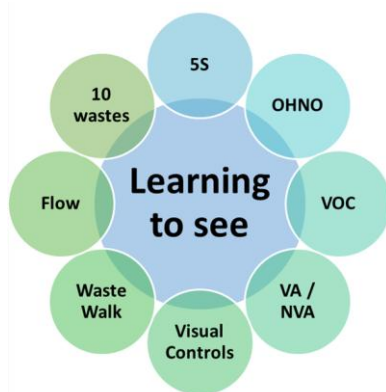 5S
OHNO
VOC
VA /
NVA
Visual
Controls
Waste
Walk
Flow
10
wastes
Learning
to see